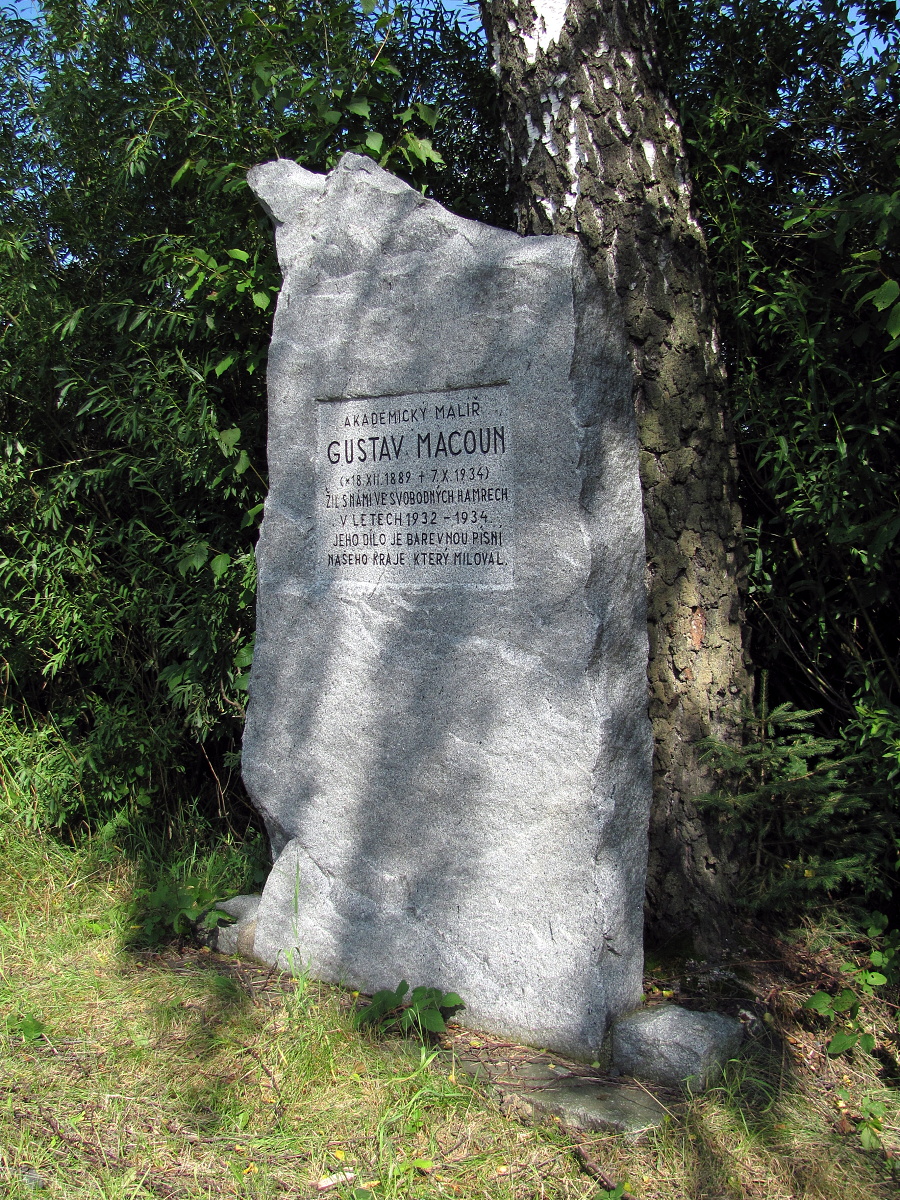 AKADEMICKÝ MALÍŘ
GUSTAV MACOUN
(*18.XII.1889 +7.X.1934)
ŽIL S NÁMI VE SVOBODNÝCH HAMRECH
V LETECH 1932 - 1934.
JEHO DÍLO JE BAREVNOU PÍSNÍ
NAŠEHO KRAJE KTERÝ MILOVAL.